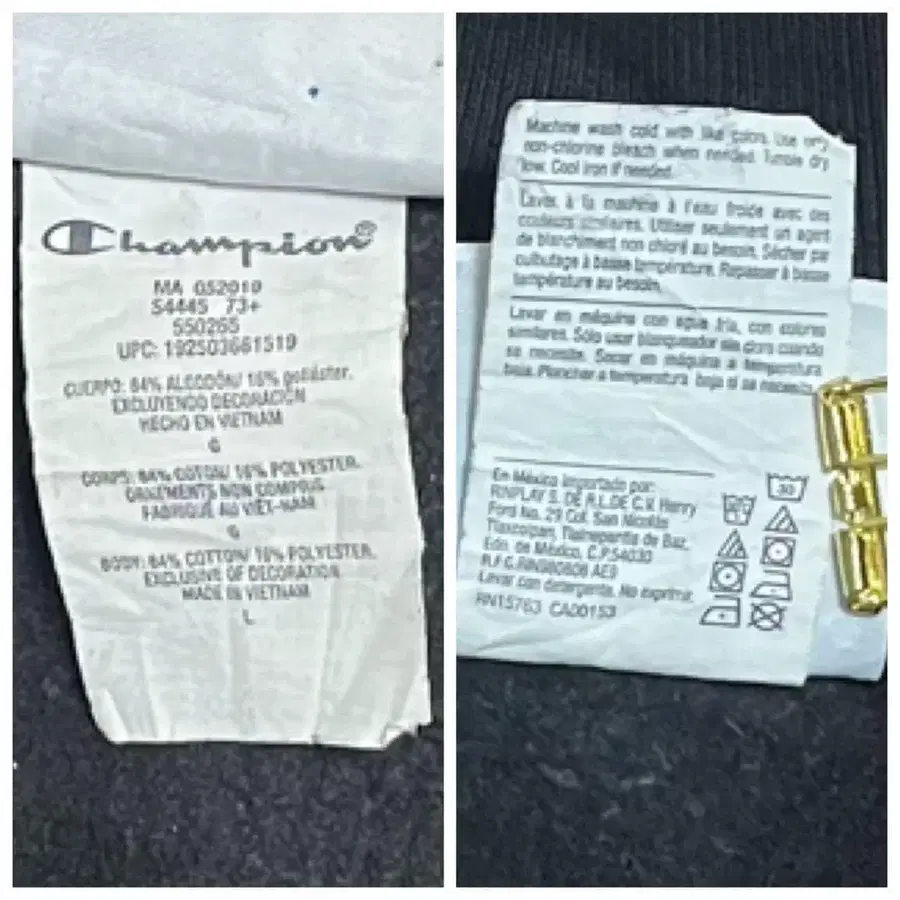 Champion®
MA 052019
S4445 73+
550265
UPC: 192503661519
CUERPO: 84% ALGODÓN/ 16% poliéster.
EXCLUYENDO DECORACIÓN
HECHO EN VIETNAM
G
CORPS: 84% COTON/ 16% POLYESTER.
ORNEMENTS NON COMPRIS
FABRIQUÉ AU VIÊT-NAM
G
BODY: 84% COTTON/ 16% POLYESTER.
EXCLUSIVE OF DECORATION
MADE IN VIETNAM
L
Machine wash cold with like colors. Use only
non-chlorine bleach when needed. Tumble dry
low. Cool iron if needed.
Laver à la machine à l'eau froide avec des
couleurs similaires. Utiliser seulement un agent
de blanchiment non chloré au besoin. Sécher par
culbutage à basse température. Repasser à basse
température au besoin.
Lavar en máquina con agua fría, con colores
similares. Sólo usar blanqueador sin cloro cuando
se necesite. Secar en máquina a temperatura
baja. Planchar a temperatura baja si se necesita.
En México Importado por:
RINPLAY S. DE R.L. DE C.V. Henry
Ford No. 29 Col. San Nicolás
Tlaxcolpan, Tlalnepantla de Baz,
Edo. de México, C.P.54030
R.F.C.RIN980608 AE3
Lavar con detergente. No exprimir.
RN15763 CA00153
30